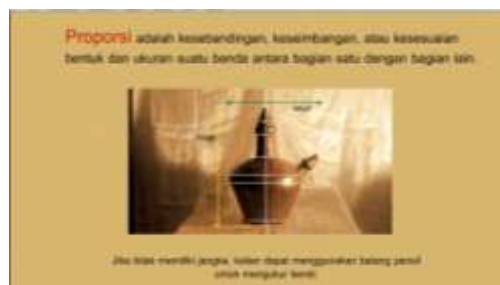 Proporsi adalah kesebandingan, keseimbangan, atau kesesuaian
bentuk dan ukuran suatu benda antara bagian satu dengan bagian lain.
Jika tidak memiliki jangka, kalian dapat menggunakan batang pensil
untuk mengukur benda.